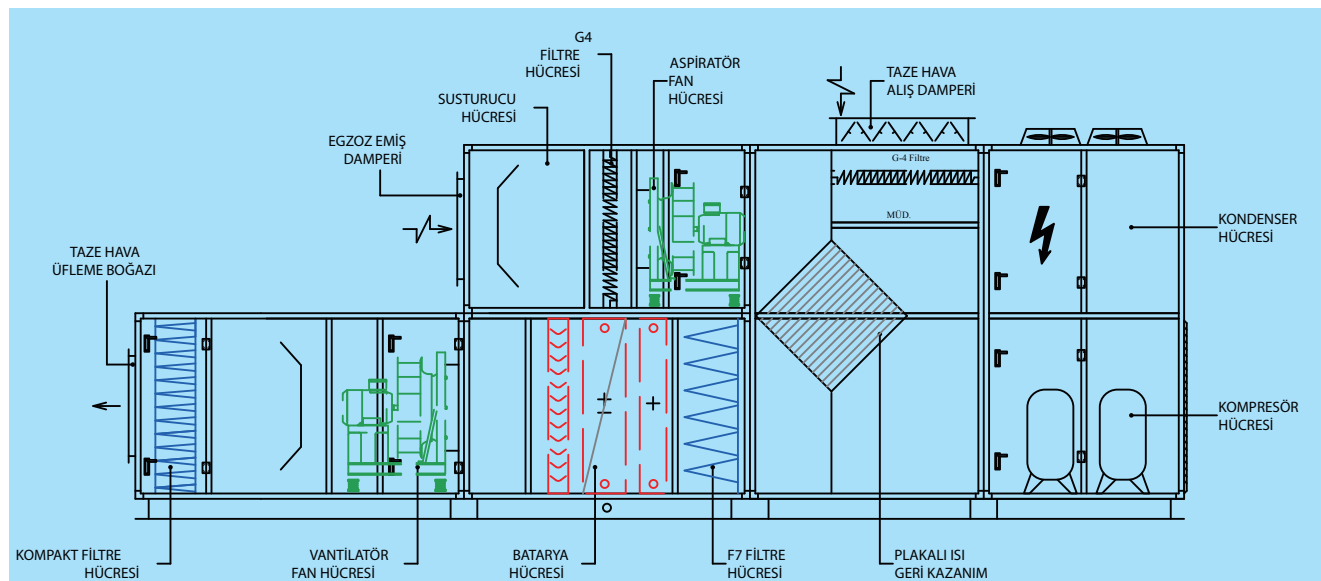 G4
FİLTRE
HÜCRESİ
ASPİRATÖR
FAN
HÜCRESİ
TAZE HAVA
ALIŞ DAMPERİ
SUSTURUCU
HÜCRESİ
EGZOZ EMİŞ
DAMPERİ
G-4 Filtre
MÜD.
KONDENSER
HÜCRESİ
TAZE HAVA
ÜFLEME BOĞAZI
KOMPRESÖR
HÜCRESİ
KOMPAKT FİLTRE
HÜCRESİ
VANTİLATÖR
FAN HÜCRESİ
BATARYA
HÜCRESİ
F7 FİLTRE
HÜCRESİ
PLAKALI ISI
GERİ KAZANIM